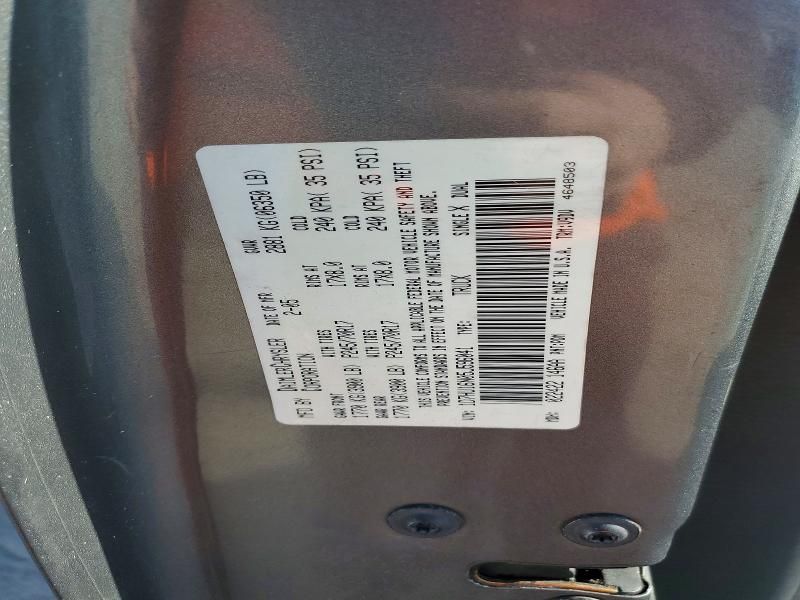 MFD BY DAIMLERCHRYSLER CORPORATION
DATE OF MFR 2-05
GVWR 2881 KG(06350 LB)
GAWR FRONT WITH TIRES RIMS AT COLD
1770 KG(3900 LB) P245/70R17 17X8.0 240 KPA( 35 PSI)
GAWR REAR WITH TIRES RIMS AT COLD
1770 KG(3900 LB) P245/70R17 17X8.0 240 KPA( 35 PSI)
THIS VEHICLE CONFORMS TO ALL APPLICABLE FEDERAL MOTOR VEHICLE SAFETY AND THEFT
PREVENTION STANDARDS IN EFFECT ON THE DATE OF MANUFACTURE SHOWN ABOVE.
VIN: TYPE: TRUCK SINGLE X DUAL
MDH: 022422 VEHICLE MADE IN U.S.A. 4648503